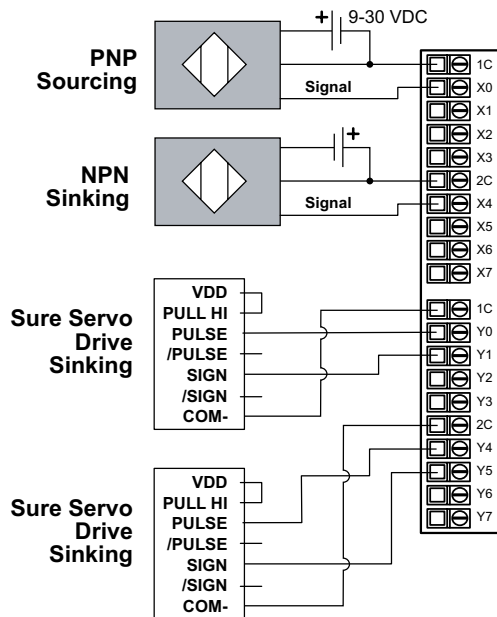 + 9-30 VDC
PNP
Sourcing
Signal
NPN
Sinking
+
Signal
1C
X0
X1
X2
X3
2C
X4
X5
X6
X7
1C
Y0
Y1
Y2
Y3
2C
Y4
Y5
Y6
Y7
Sure Servo
Drive
Sinking
VDD
PULL HI
PULSE
/PULSE
SIGN
/SIGN
COM-
Sure Servo
Drive
Sinking
VDD
PULL HI
PULSE
/PULSE
SIGN
/SIGN
COM-